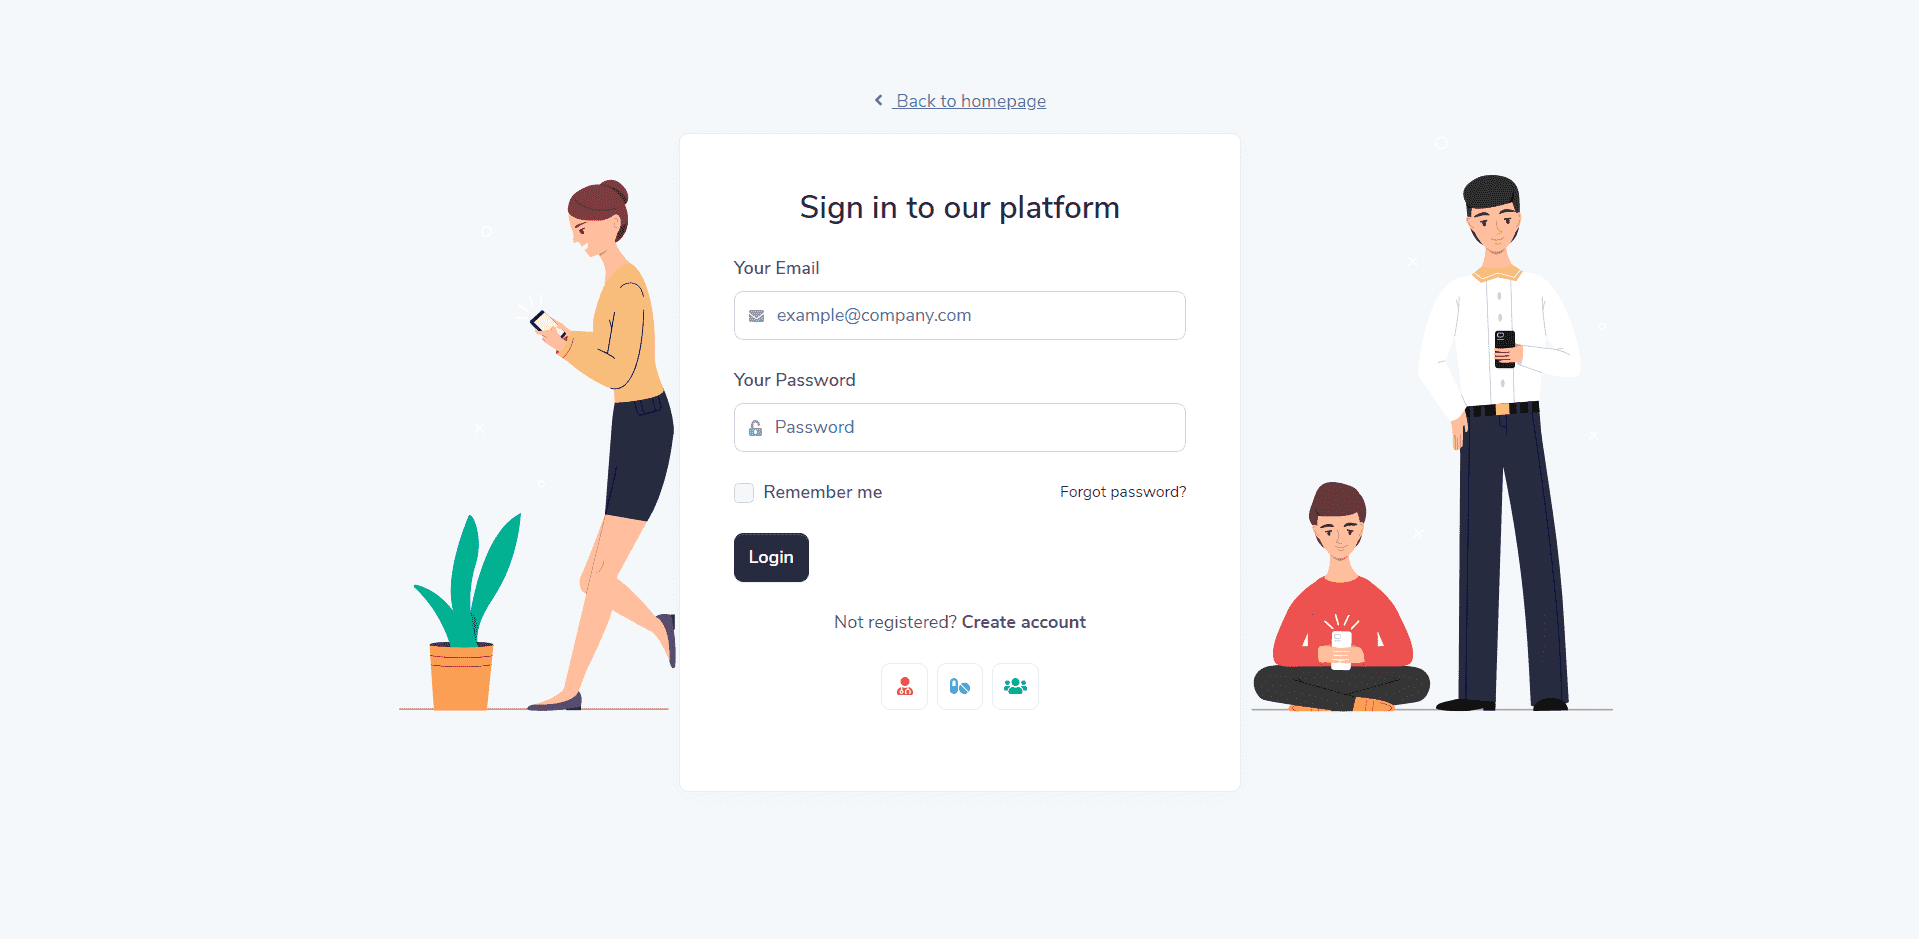 Back to homepage
Sign in to our platform
Your Email
example@company.com
Your Password
Password
Remember me
Forgot password?
Login
Not registered? Create account